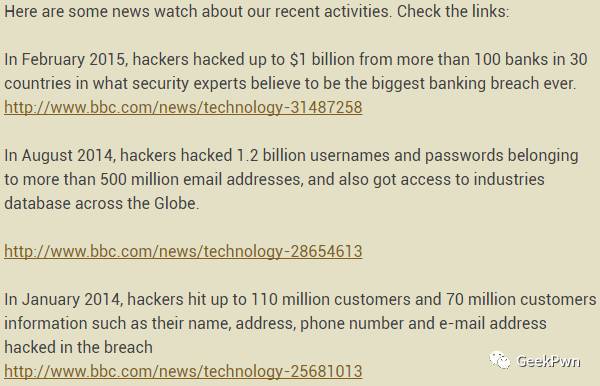 Here are some news watch about our recent activities. Check the links:
In February 2015, hackers hacked up to $1 billion from more than 100 banks in 30
countries in what security experts believe to be the biggest banking breach ever.
http://www.bbc.com/news/technology-31487258
In August 2014, hackers hacked 1.2 billion usernames and passwords belonging
to more than 500 million email addresses, and also got access to industries
database across the Globe.
http://www.bbc.com/news/technology-28654613
In January 2014, hackers hit up to 110 million customers and 70 million customers
information such as their name, address, phone number and e-mail address
hacked in the breach
http://www.bbc.com/news/technology-25681013
GeekPwn